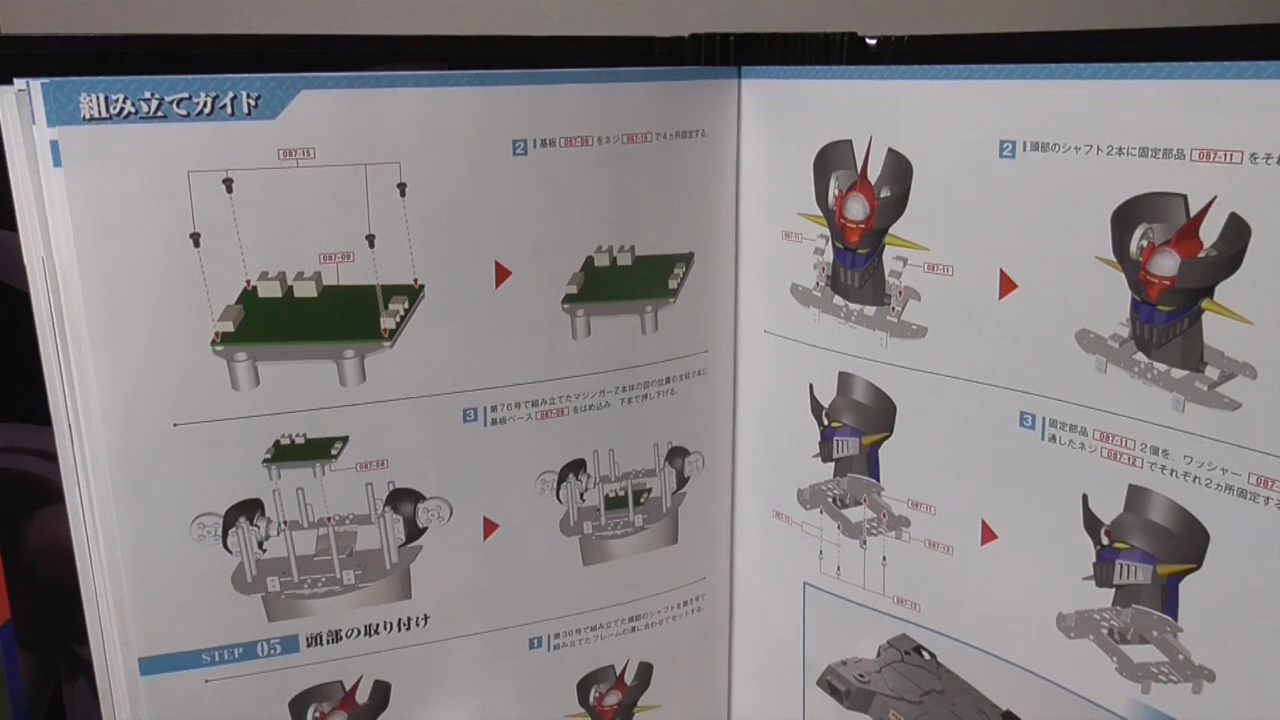 組み立てガイド
087-15
2 基板 087-09 をネジ 087-15 で4ヵ所固定する。
087-09
3 第76号で組み立てたマジンガーZ本体の図の位置の支柱2本に
基板ベース 087-08 をはめ込み、下まで押し下げる。
087-08
STEP 05 頭部の取り付け
1 第38号で組み立てた頭部のシャフトを第8号で
組み立てたフレームの溝に合わせてセットする。
2 頭部のシャフト2本に固定部品 087-11 をそれ
087-11
087-11
3 固定部品 087-11 2個を、ワッシャー 087-
通したネジ 087-12 でそれぞれ2ヵ所固定す
087-11
087-13
087-13
087-12